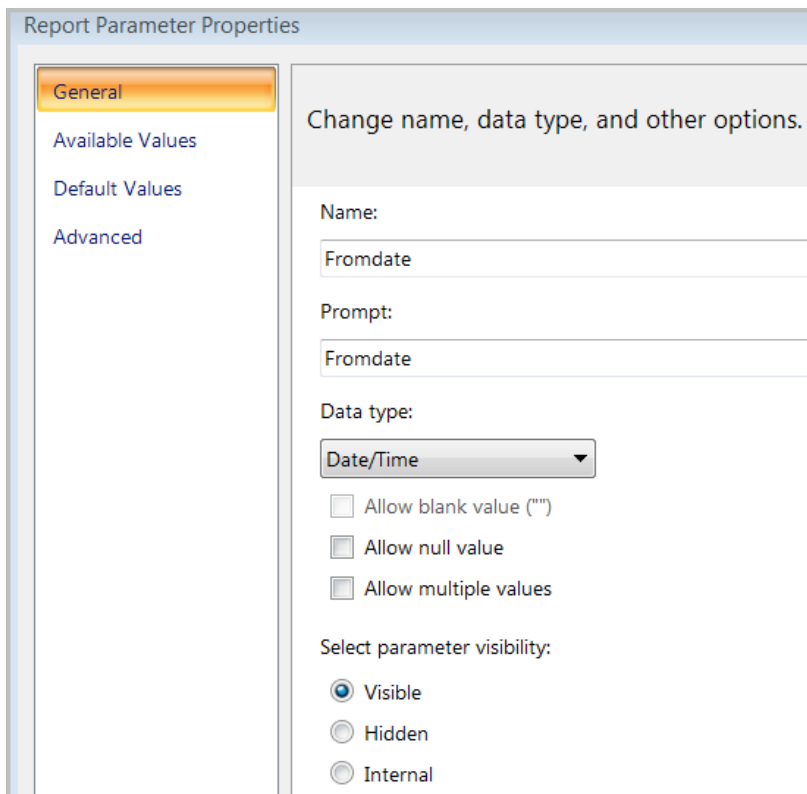 Report Parameter Properties
General
Available Values
Default Values
Advanced
Change name, data type, and other options.
Name:
Fromdate
Prompt:
Fromdate
Data type:
Date/Time
Allow blank value ("")
Allow null value
Allow multiple values
Select parameter visibility:
Visible
Hidden
Internal